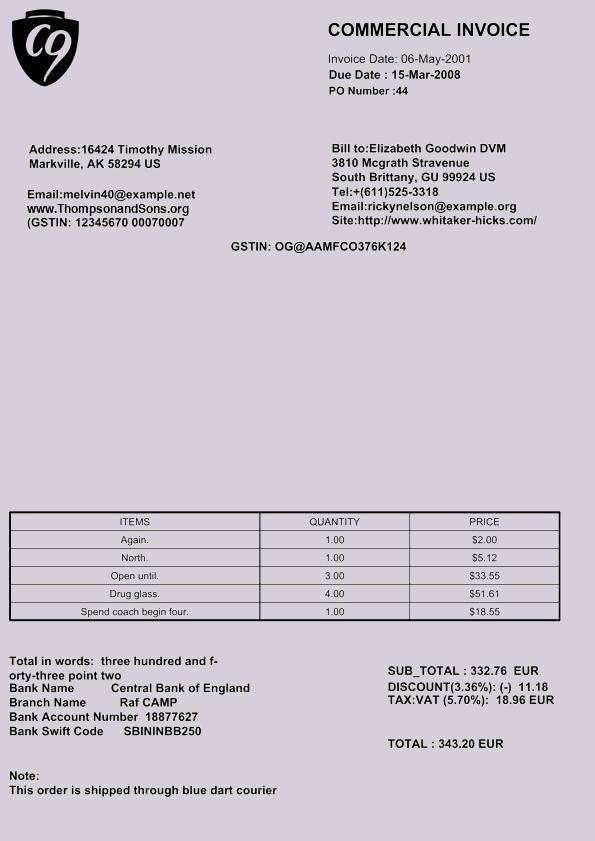 C9
COMMERCIAL INVOICE
Invoice Date: 06-May-2001
Due Date : 15-Mar-2008
PO Number :44
Address:16424 Timothy Mission
Markville, AK 58294 US
Email:melvin40@example.net
www.ThompsonandSons.org
(GSTIN: 12345670 00070007
Bill to:Elizabeth Goodwin DVM
3810 Mcgrath Stravenue
South Brittany, GU 99924 US
Tel:+(611)525-3318
Email:rickynelson@example.org
Site:http://www.whitaker-hicks.com/
GSTIN: OG@AAMFCO376K124
ITEMS QUANTITY PRICE
Again. 1.00 $2.00
North. 1.00 $5.12
Open until. 3.00 $33.55
Drug glass. 4.00 $51.61
Spend coach begin four. 1.00 $18.55
Total in words: three hundred and f-
orty-three point two
Bank Name Central Bank of England
Branch Name Raf CAMP
Bank Account Number 18877627
Bank Swift Code SBININBB250
SUB_TOTAL : 332.76 EUR
DISCOUNT(3.36%): (-) 11.18
TAX:VAT (5.70%): 18.96 EUR
TOTAL : 343.20 EUR
Note:
This order is shipped through blue dart courier